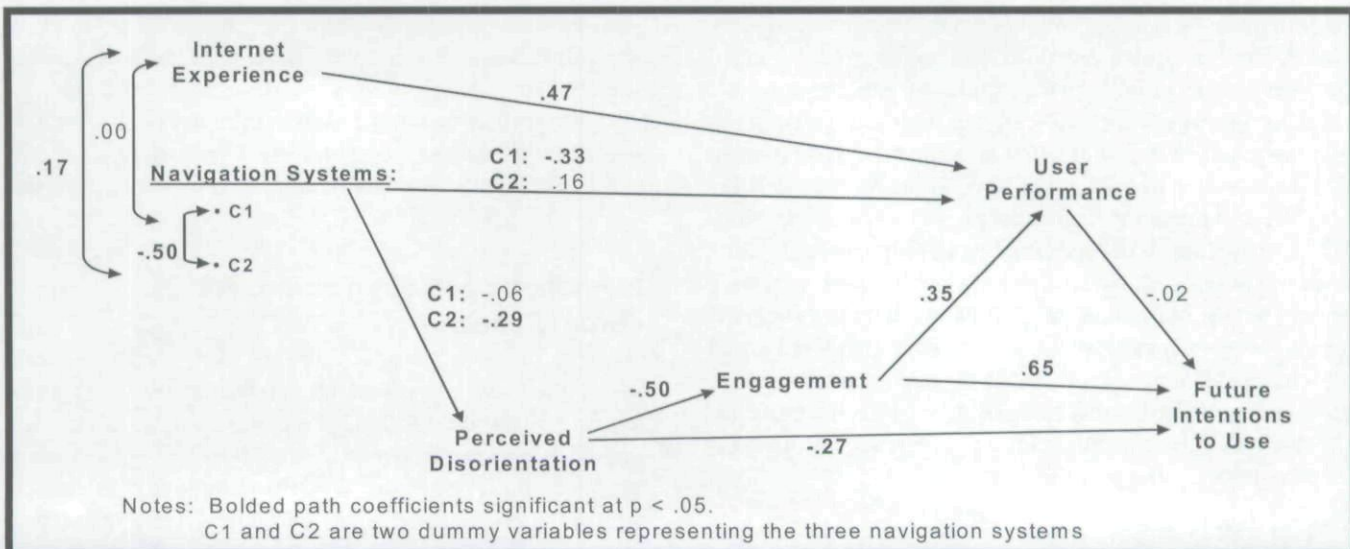 Internet
Experience
.47
.00
.17
C1: -.33
Navigation Systems:
C2: .16
User
Performance
• C1
-.50
• C2
C1: -.06
C2: -.29
.35
-.02
-.50
Engagement
.65
Future
Intentions
to Use
Perceived
Disorientation
-.27
Notes: Bolded path coefficients significant at p < .05.
C1 and C2 are two dummy variables representing the three navigation systems